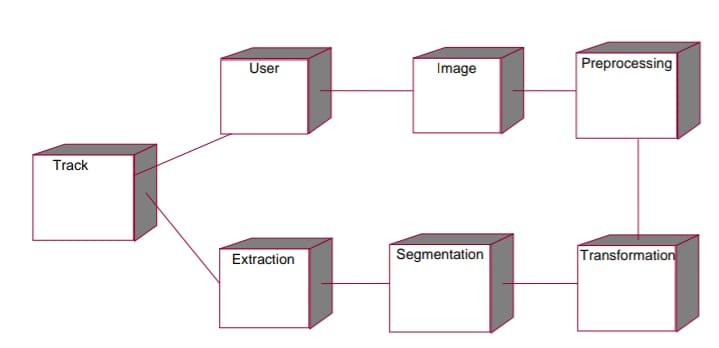 User
Image
Preprocessing
Track
Extraction
Segmentation
Transformation